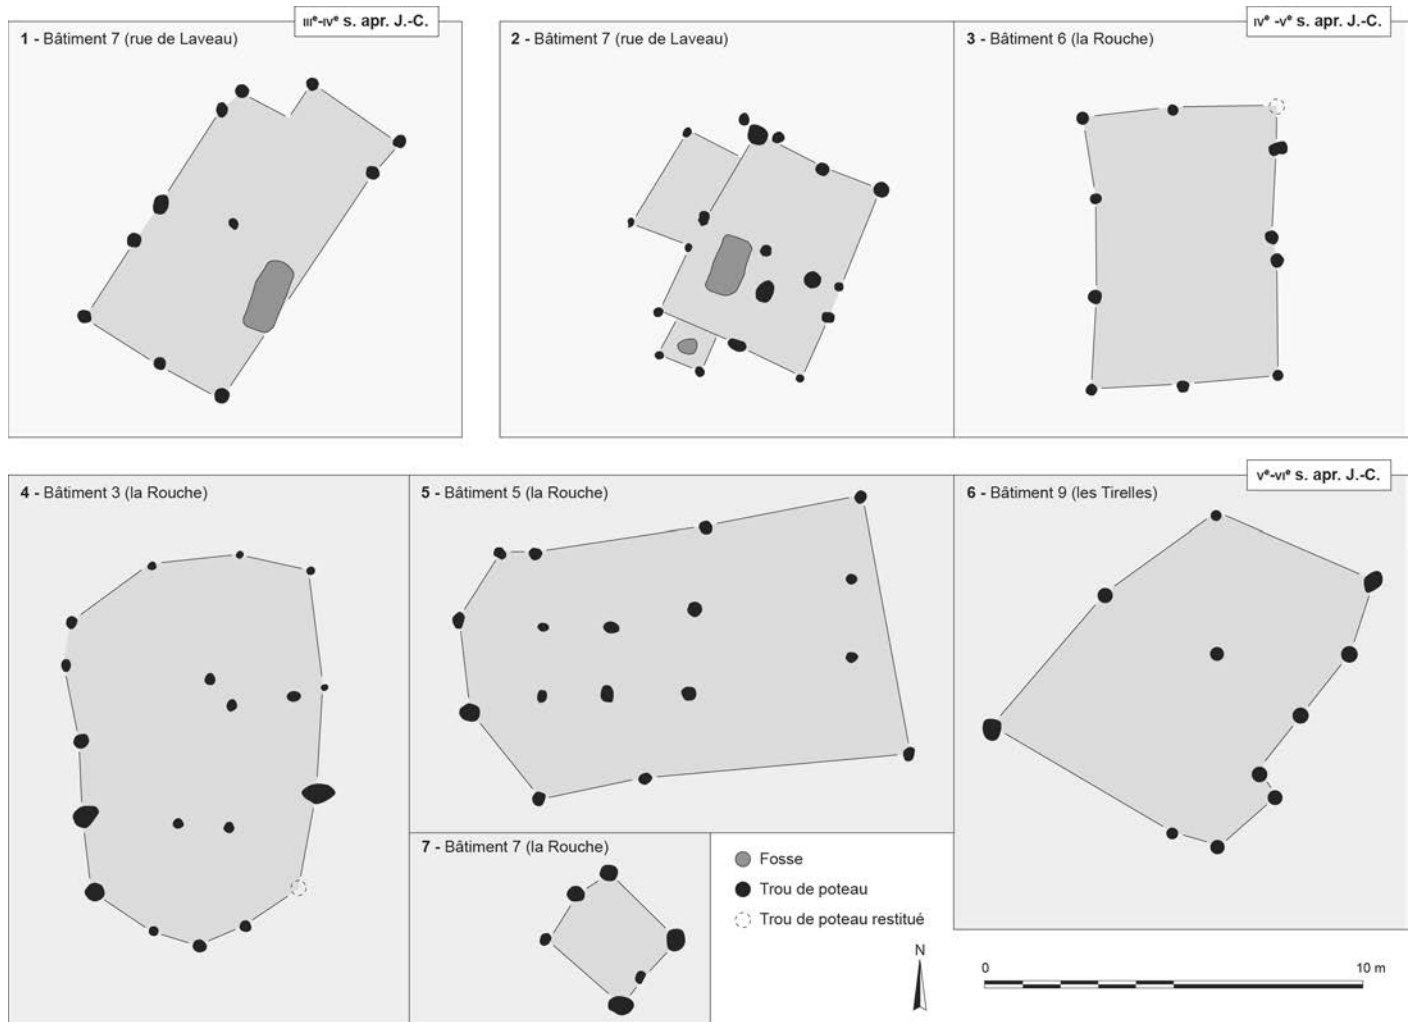 IIIᵉ-IVᵉ s. apr. J.-C.
1 - Bâtiment 7 (rue de Laveau)
IVᵉ -Vᵉ s. apr. J.-C.
2 - Bâtiment 7 (rue de Laveau)
3 - Bâtiment 6 (la Rouche)
Vᵉ-VIᵉ s. apr. J.-C.
4 - Bâtiment 3 (la Rouche)
5 - Bâtiment 5 (la Rouche)
6 - Bâtiment 9 (les Tirelles)
7 - Bâtiment 7 (la Rouche)
Fosse
Trou de poteau
Trou de poteau restitué
N
0 10 m